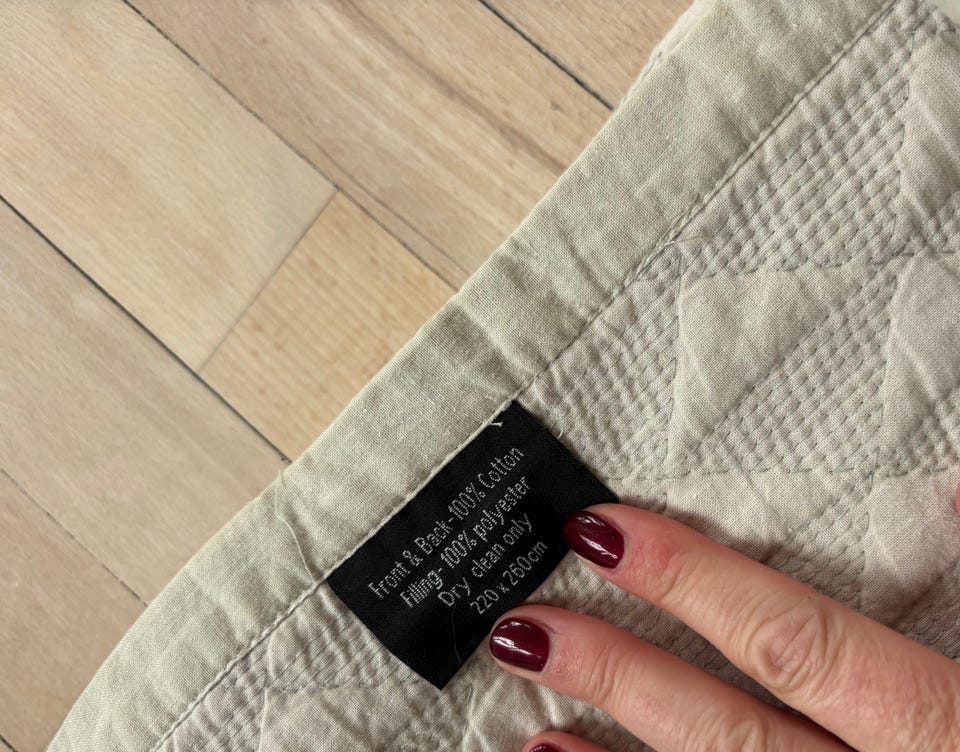 Front & Back-100% Cotton
Filling- 100% polyester
Dry clean only
220 x 260cm